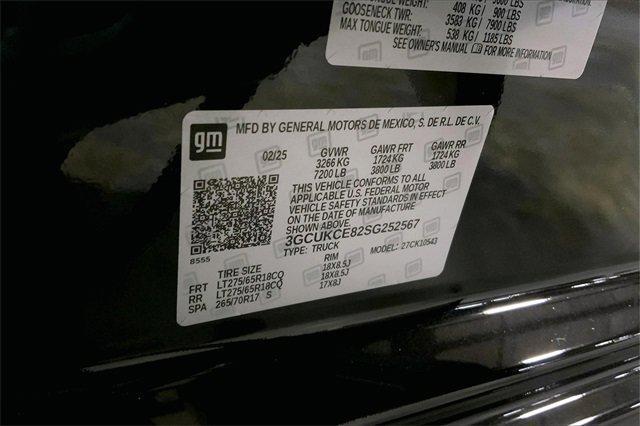 408 KG / 900 LBS
GOOSENECK TWR:
3583 KG / 7900 LBS
MAX TONGUE WEIGHT:
538 KG / 1185 LBS
SEE OWNER'S MANUAL FOR MORE INFORMATION
gm
MFD BY GENERAL MOTORS DE MEXICO, S. DE R.L. DE C.V.
02/25 GVWR GAWR FRT GAWR RR
3266 KG 1724 KG 1724 KG
7200 LB 3800 LB 3800 LB
THIS VEHICLE CONFORMS TO ALL
APPLICABLE U.S. FEDERAL MOTOR
VEHICLE SAFETY STANDARDS IN EFFECT
ON THE DATE OF MANUFACTURE
3GCUKCE82SG252567
TYPE: TRUCK MODEL: 27CK10543
8555
TIRE SIZE RIM
FRT LT275/65R18CQ 18X8.5J
RR LT275/65R18CQ 18X8.5J
SPA 265/70R17 S 17X8J